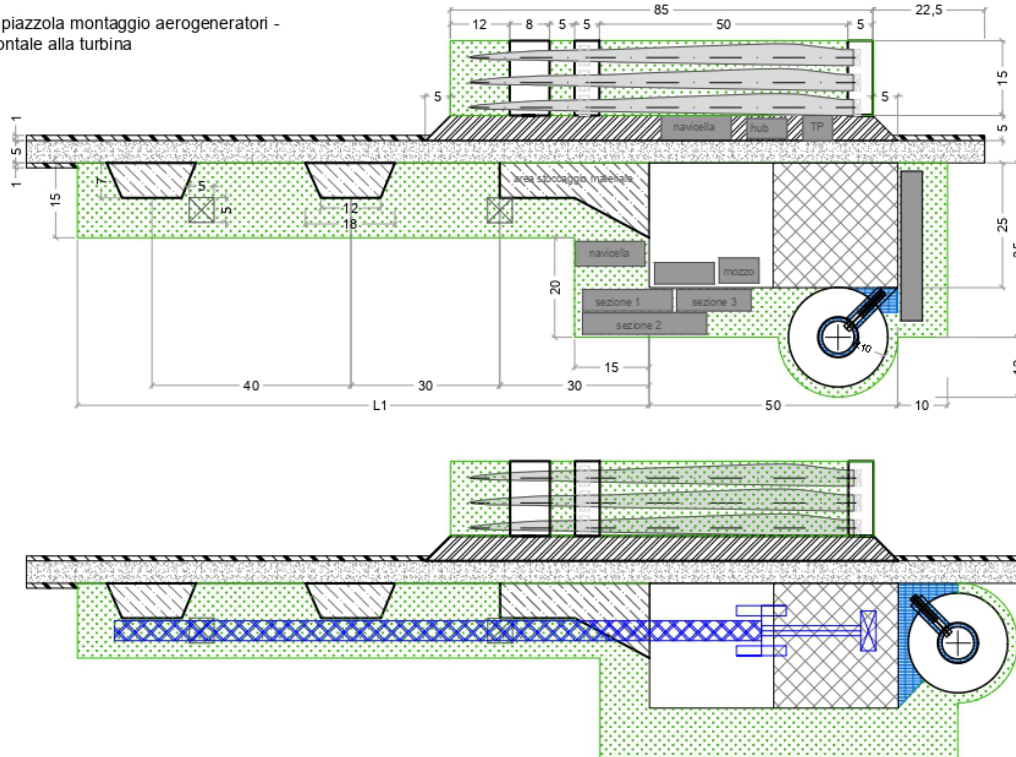 piazzola montaggio aerogeneratori -
ontale alla turbina
85
22,5
12
8
5
5
50
5
15
5
5
5
1
5
1
navicella
hub
TP
area stoccaggio materiale
7
5
5
12
18
15
25
navicella
mozzo
20
sezione 1
sezione 3
sezione 2
R10
15
40
30
30
L1
50
10